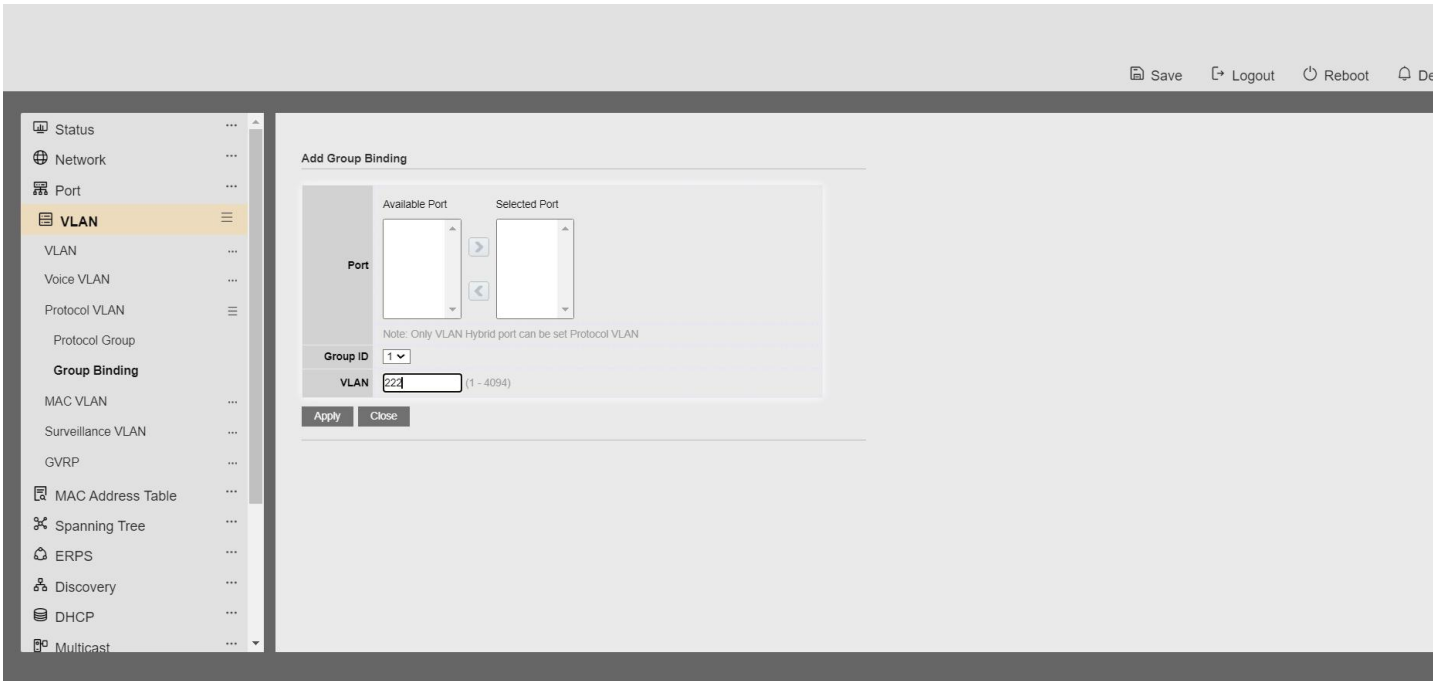 Save Logout Reboot De
Status
Network
Port
VLAN
VLAN
Voice VLAN
Protocol VLAN
Protocol Group
Group Binding
MAC VLAN
Surveillance VLAN
GVRP
MAC Address Table
Spanning Tree
ERPS
Discovery
DHCP
Multicast
Add Group Binding
Available Port Selected Port
Port
Note: Only VLAN Hybrid port can be set Protocol VLAN
Group ID 1
VLAN 222 (1 - 4094)
Apply Close